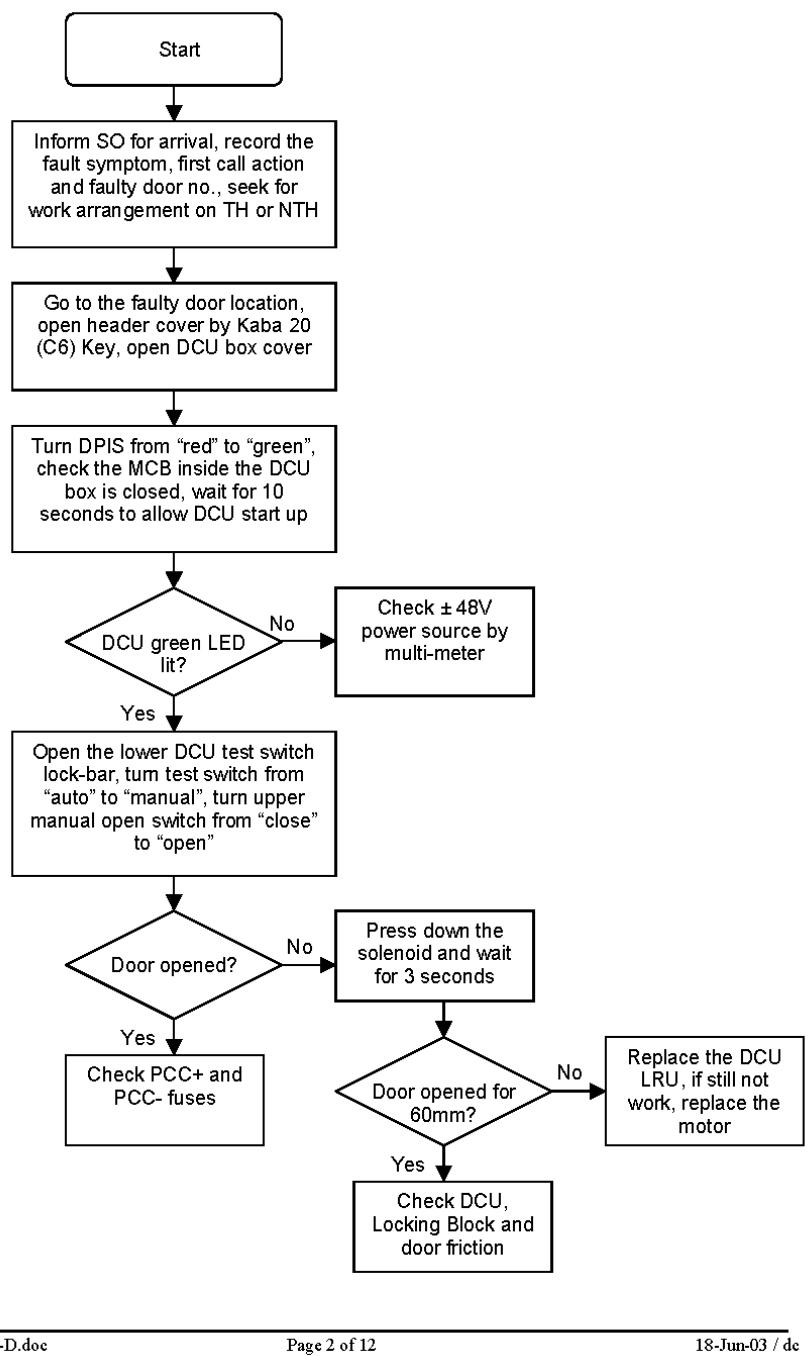 Start
Inform SO for arrival, record the
fault symptom, first call action
and faulty door no., seek for
work arrangement on TH or NTH
Go to the faulty door location,
open header cover by Kaba 20
(C6) Key, open DCU box cover
Turn DPIS from “red” to “green”,
check the MCB inside the DCU
box is closed, wait for 10
seconds to allow DCU start up
DCU green LED
lit?
No
Check ± 48V
power source by
multi-meter
Yes
Open the lower DCU test switch
lock-bar, turn test switch from
“auto” to “manual”, turn upper
manual open switch from “close”
to “open”
Door opened?
No
Press down the
solenoid and wait
for 3 seconds
Yes
Check PCC+ and
PCC- fuses
Door opened for
60mm?
No
Replace the DCU
LRU, if still not
work, replace the
motor
Yes
Check DCU,
Locking Block and
door friction
-D.doc
Page 2 of 12
18-Jun-03 / dc